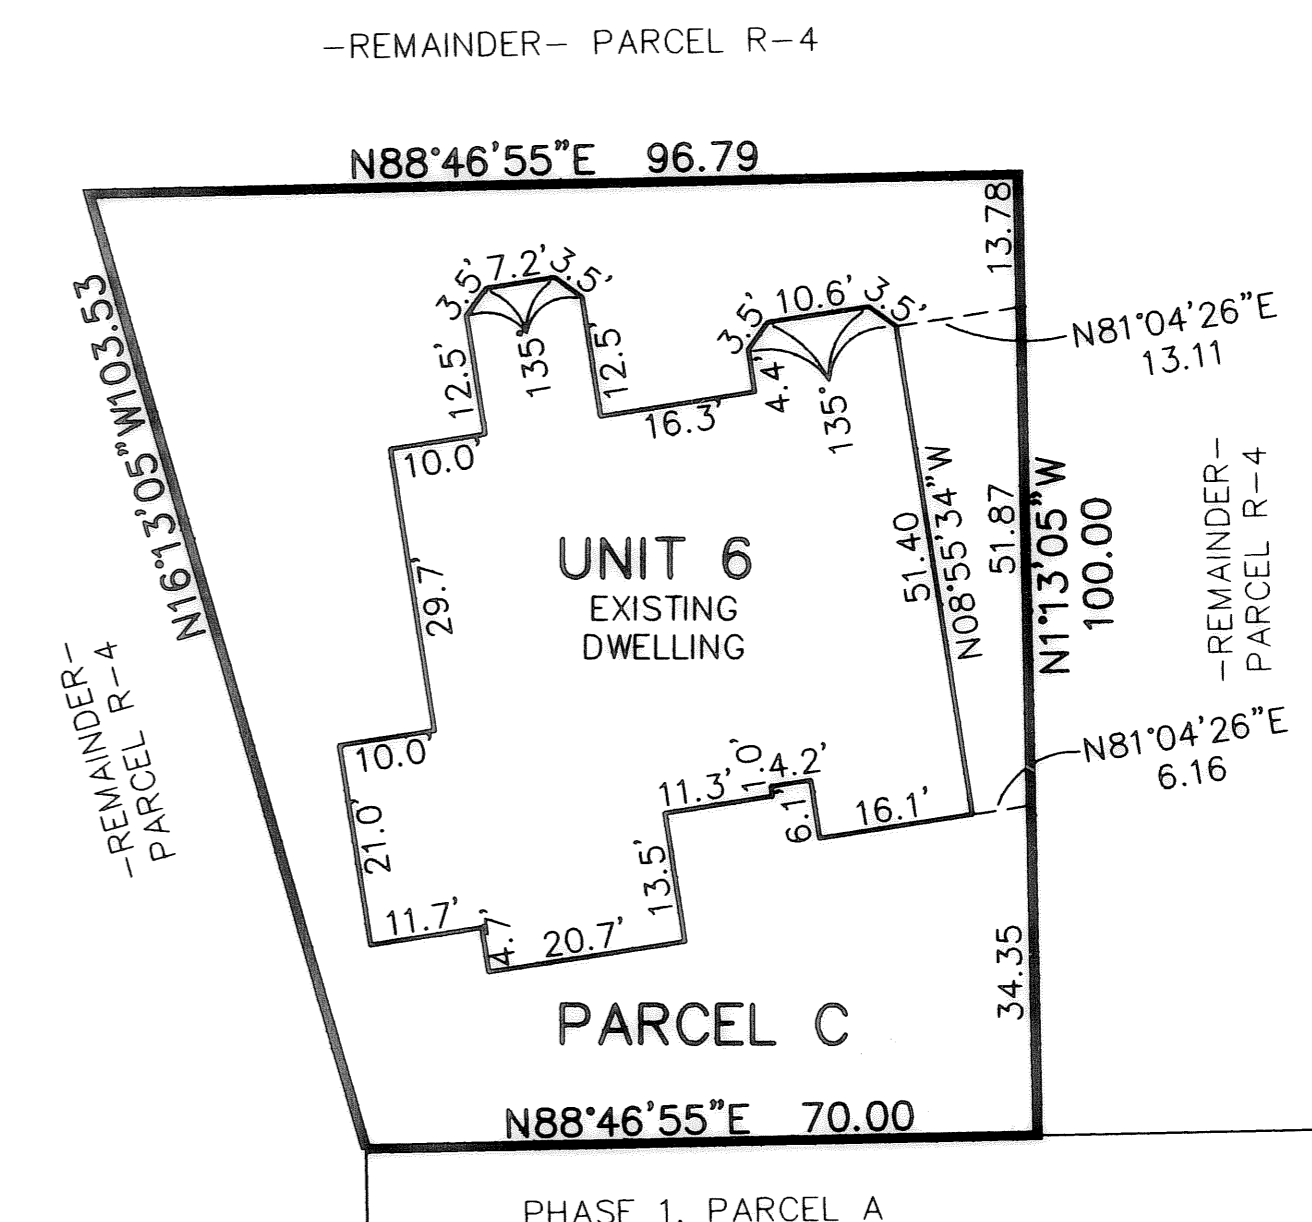 -REMAINDER- PARCEL R-4
N88°46'55"E 96.79
13.78
3.5'
7.2'
3.5'
3.5'
10.6'
3.5'
N81°04'26"E
13.11
N16°13'05"W103.53
12.5'
135°
12.5'
16.3'
4.4'
135°
10.0'
29.7'
UNIT 6
EXISTING
DWELLING
51.40
N08°55'34"W
51.87
N1°13'05"W
100.00
-REMAINDER-
PARCEL R-4
-REMAINDER-
PARCEL R-4
10.0'
21.0'
11.3'
1.0'
4.2'
6.1'
16.1'
N81°04'26"E
6.16
13.5'
11.7'
4.7'
20.7'
34.35
PARCEL C
N88°46'55"E 70.00
PHASE 1, PARCEL A